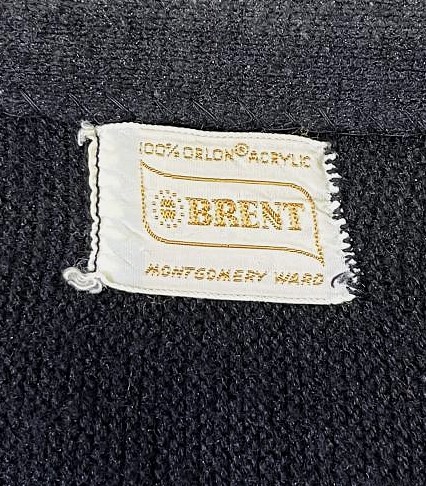 100% ORLON® ACRYLIC
BRENT
MONTGOMERY WARD